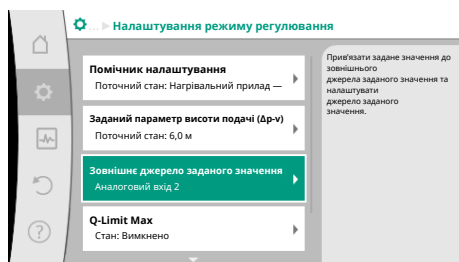 ... Налаштування режиму регулювання
Помічник налаштування
Поточний стан: Нагрівальний прилад —
Заданий параметр висоти подачі (Δp-v)
Поточний стан: 6,0 м
Зовнішнє джерело заданого значення
Аналоговий вхід 2
Q-Limit Max
Стан: Вимкнено
Прив'язати задане значення до
зовнішнього
джерела заданого значення та
налаштувати
джерело заданого
значення.